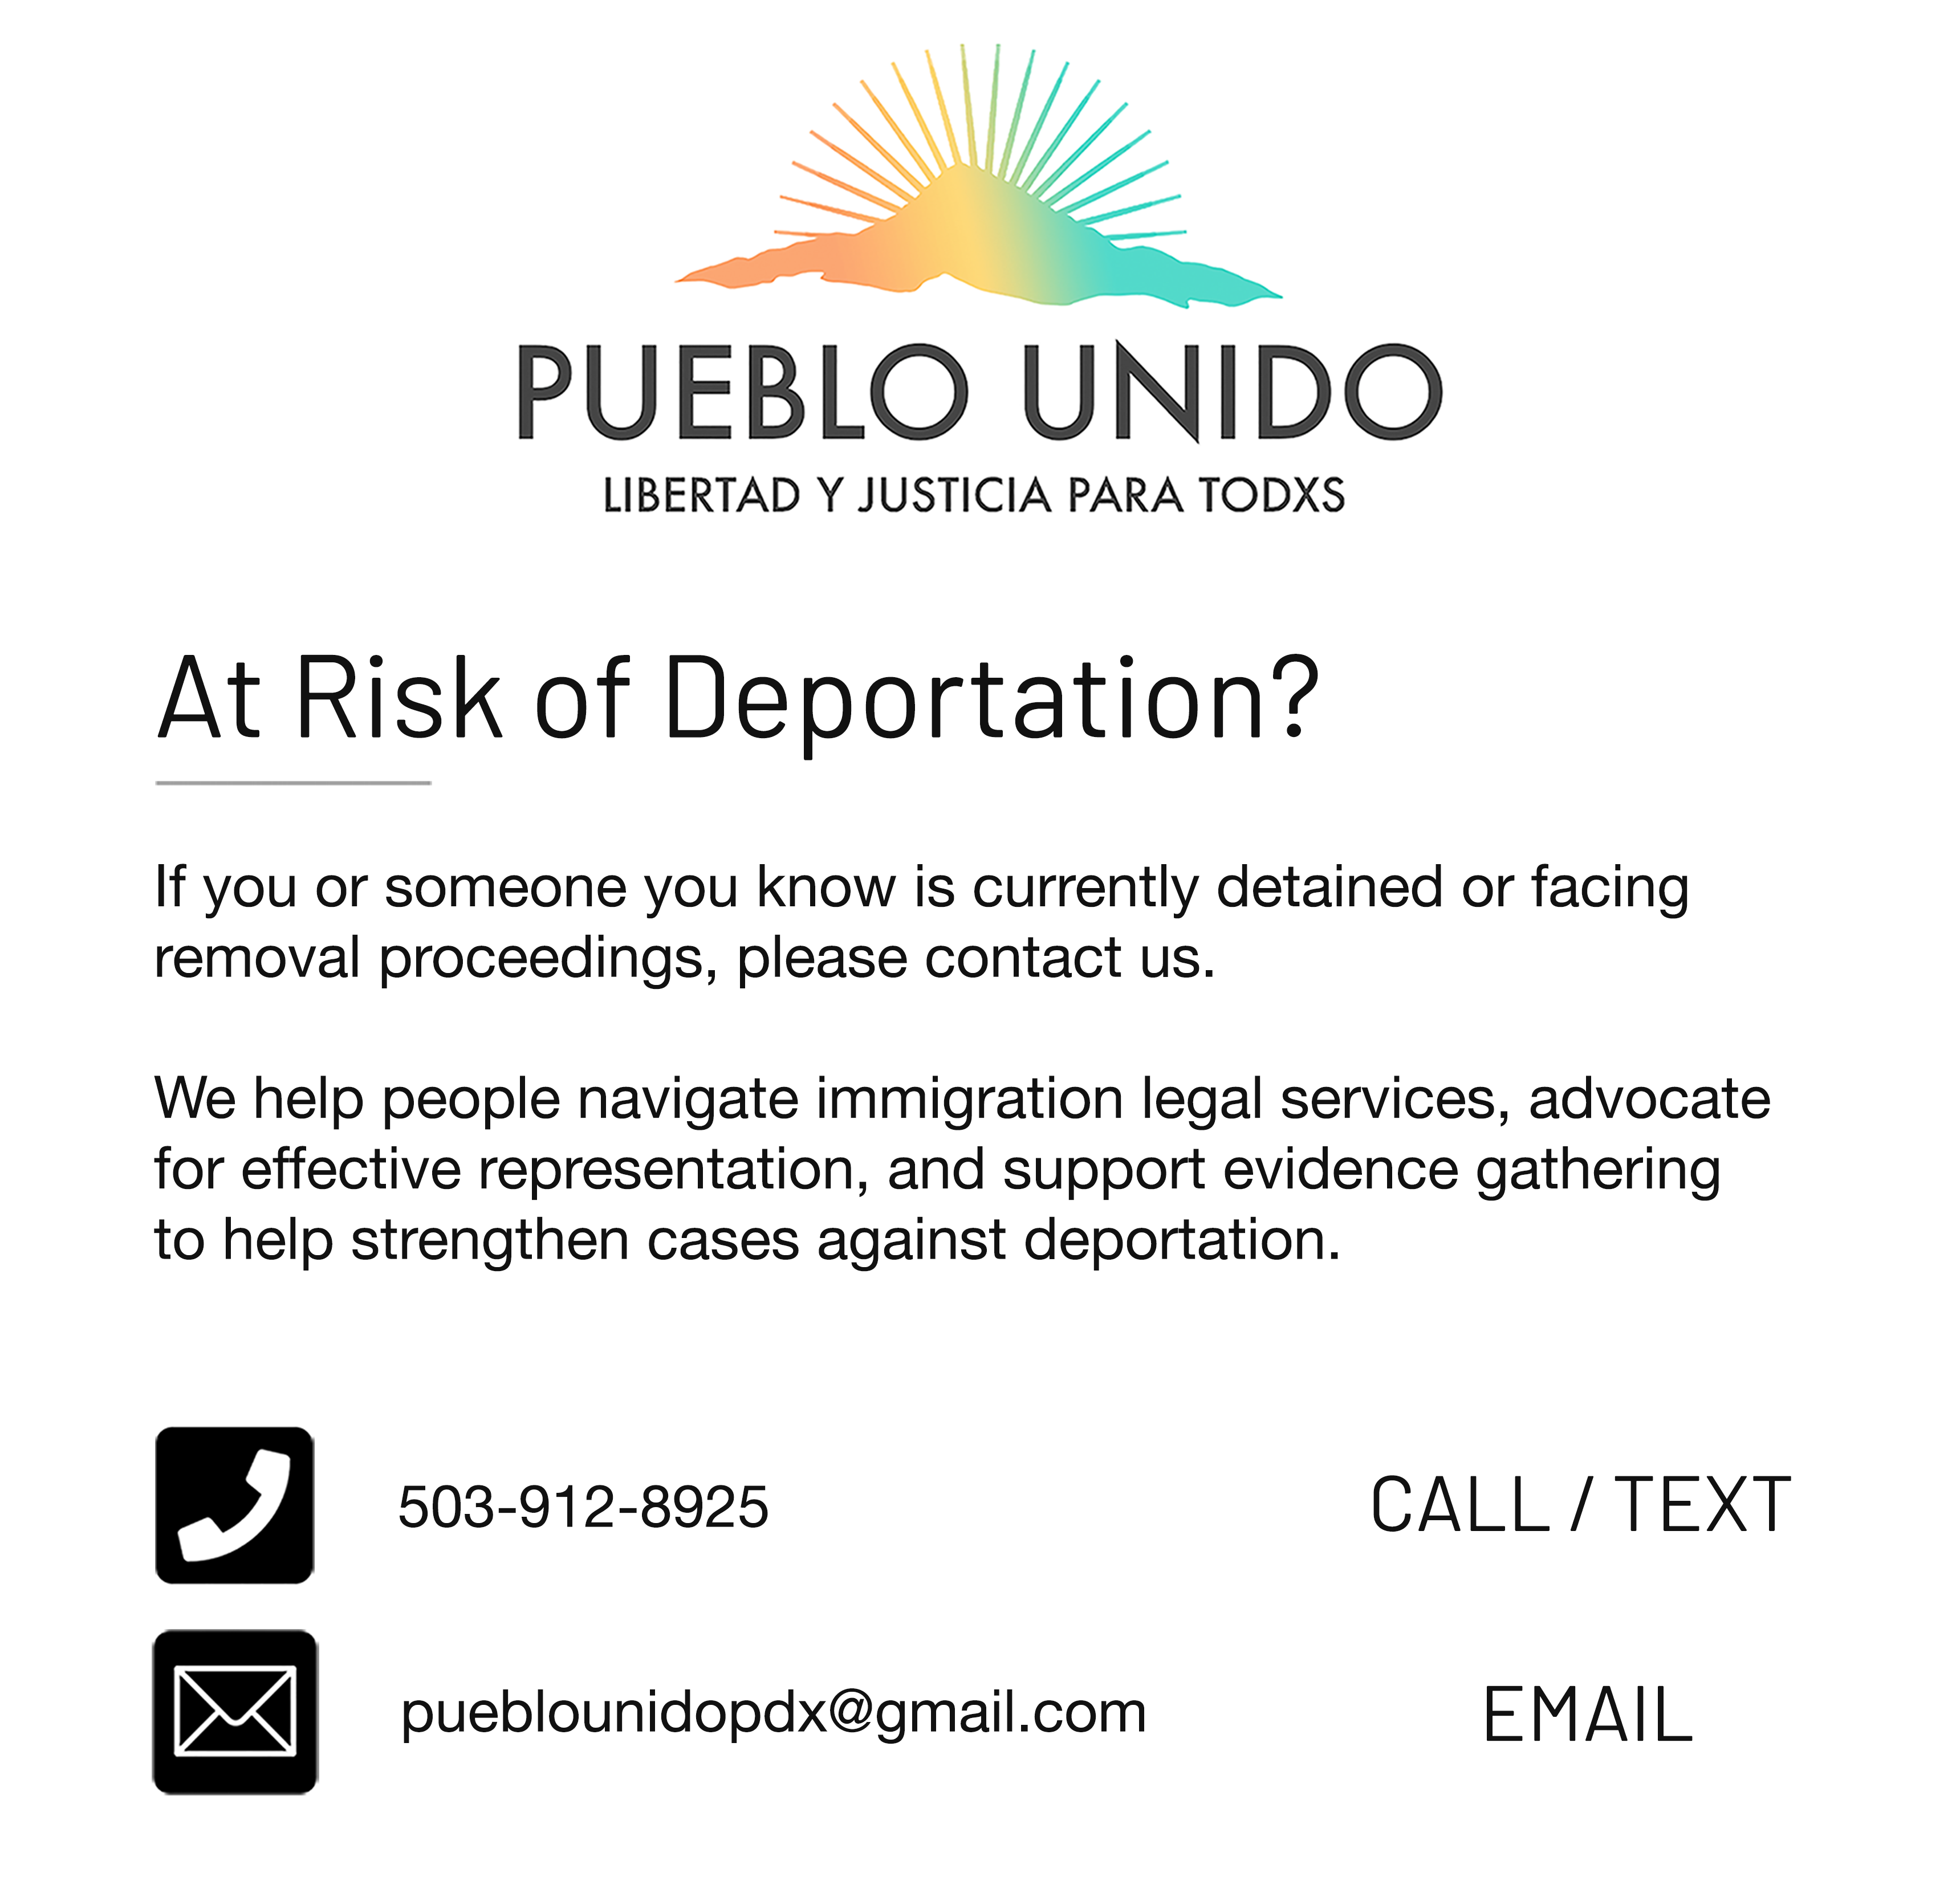 PUEBLO UNIDO
LIBERTAD Y JUSTICIA PARA TODXS
At Risk of Deportation?
If you or someone you know is currently detained or facing
removal proceedings, please contact us.
We help people navigate immigration legal services, advocate
for effective representation, and support evidence gathering
to help strengthen cases against deportation.
503-912-8925 CALL / TEXT
pueblounidopdx@gmail.com EMAIL